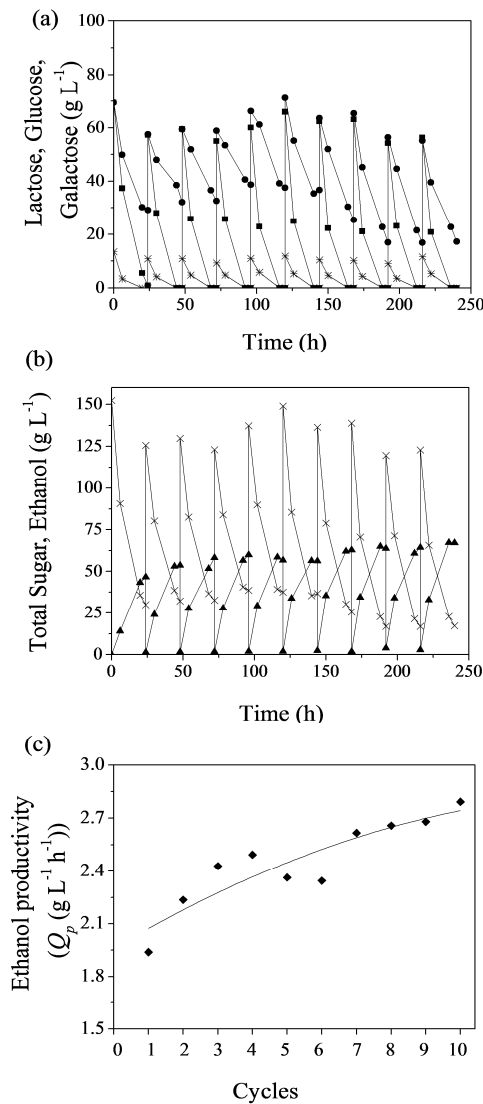 (a)
Lactose, Glucose,
Galactose (g L⁻¹)
100
80
60
40
20
0
0 50 100 150 200 250
Time (h)
(b)
Total Sugar, Ethanol (g L⁻¹)
150
125
100
75
50
25
0
0 50 100 150 200 250
Time (h)
(c)
Ethanol productivity
(Qₚ (g L⁻¹ h⁻¹))
3.0
2.7
2.4
2.1
1.8
1.5
0 1 2 3 4 5 6 7 8 9 10
Cycles